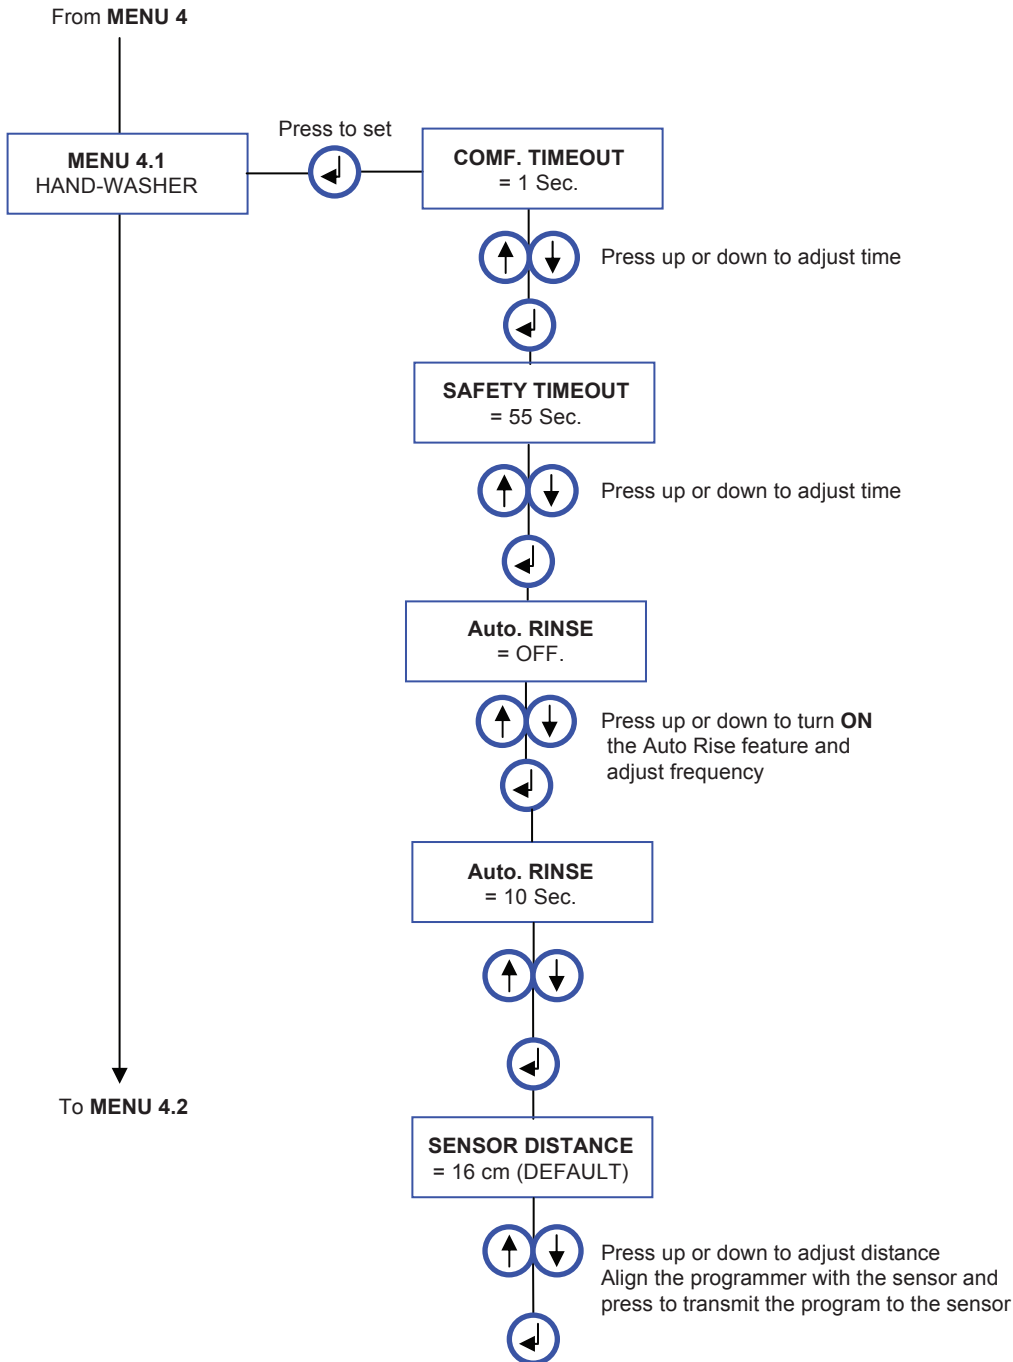 From MENU 4
Press to set
MENU 4.1
HAND-WASHER
COMF. TIMEOUT
= 1 Sec.
Press up or down to adjust time
SAFETY TIMEOUT
= 55 Sec.
Press up or down to adjust time
Auto. RINSE
= OFF.
Press up or down to turn ON
the Auto Rise feature and
adjust frequency
Auto. RINSE
= 10 Sec.
To MENU 4.2
SENSOR DISTANCE
= 16 cm (DEFAULT)
Press up or down to adjust distance
Align the programmer with the sensor and
press to transmit the program to the sensor